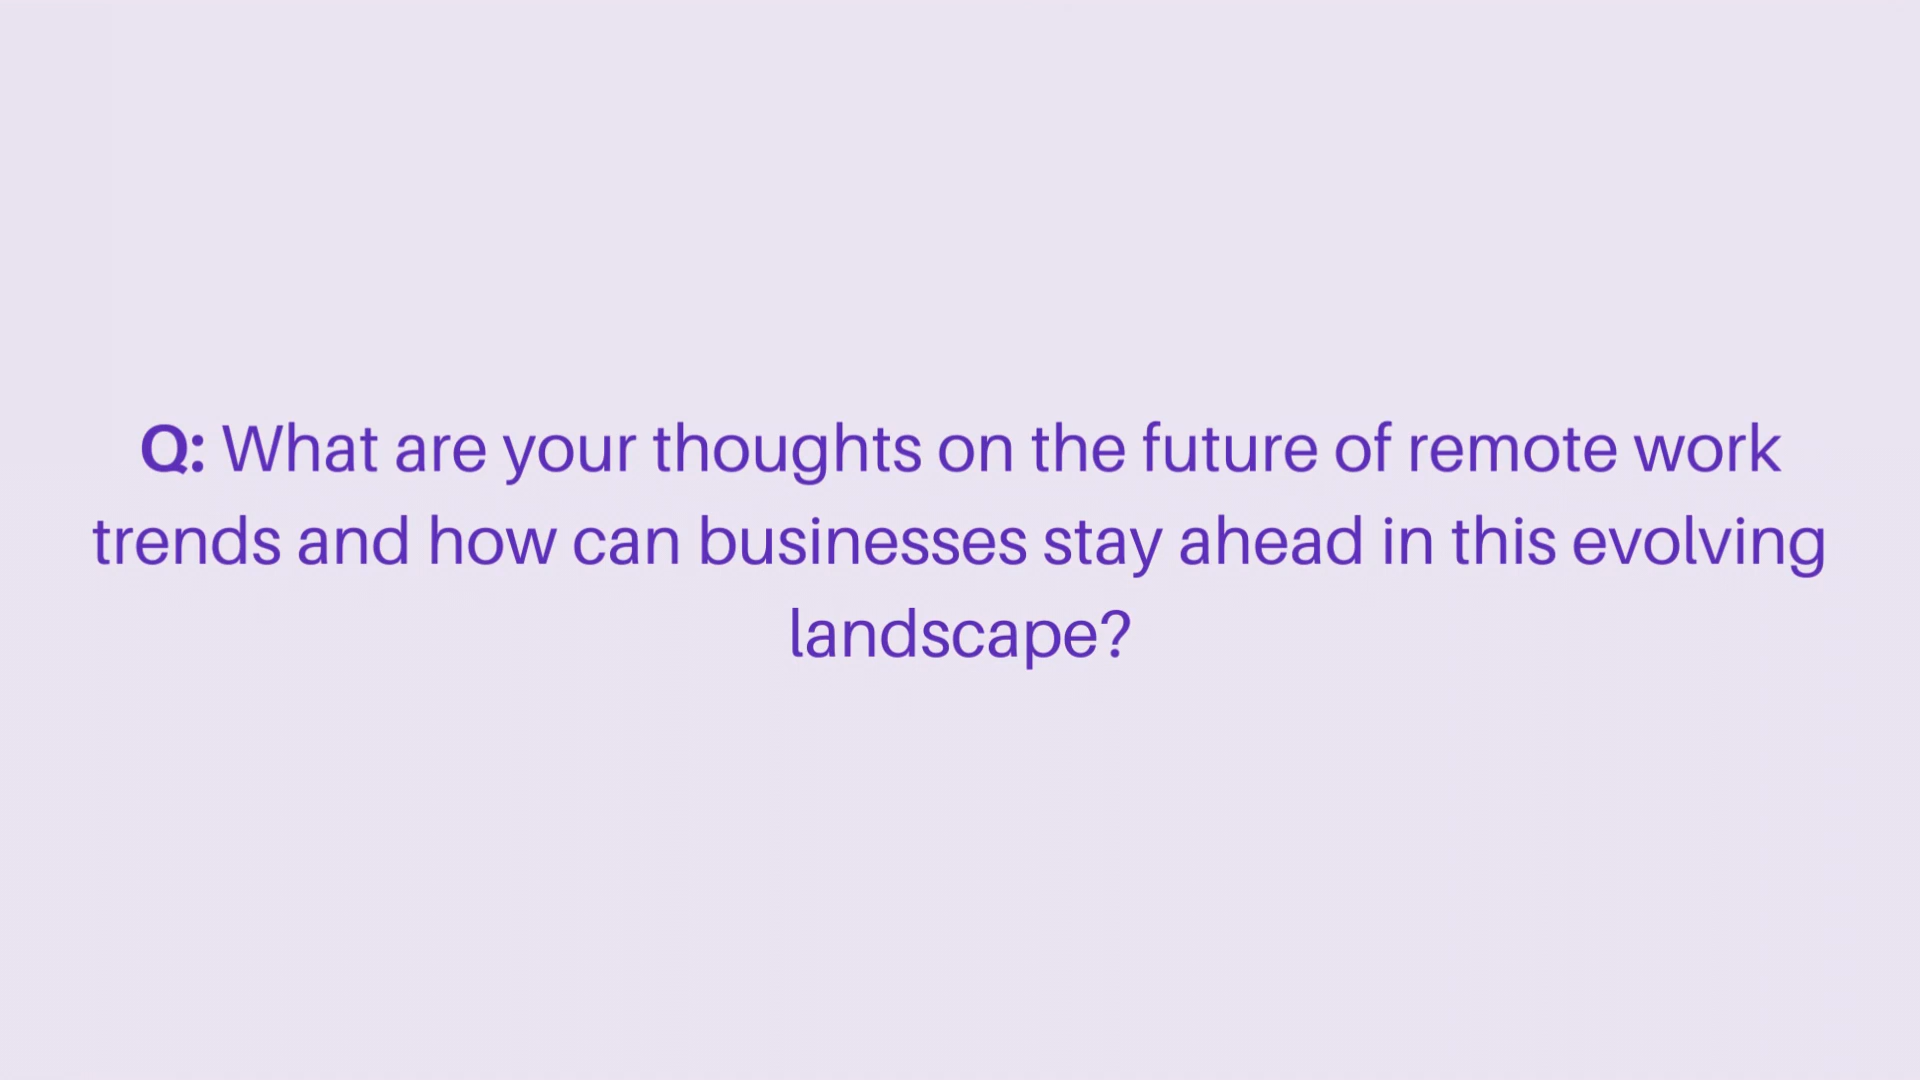 Q: What are your thoughts on the future of remote work
trends and how can businesses stay ahead in this evolving
landscape?